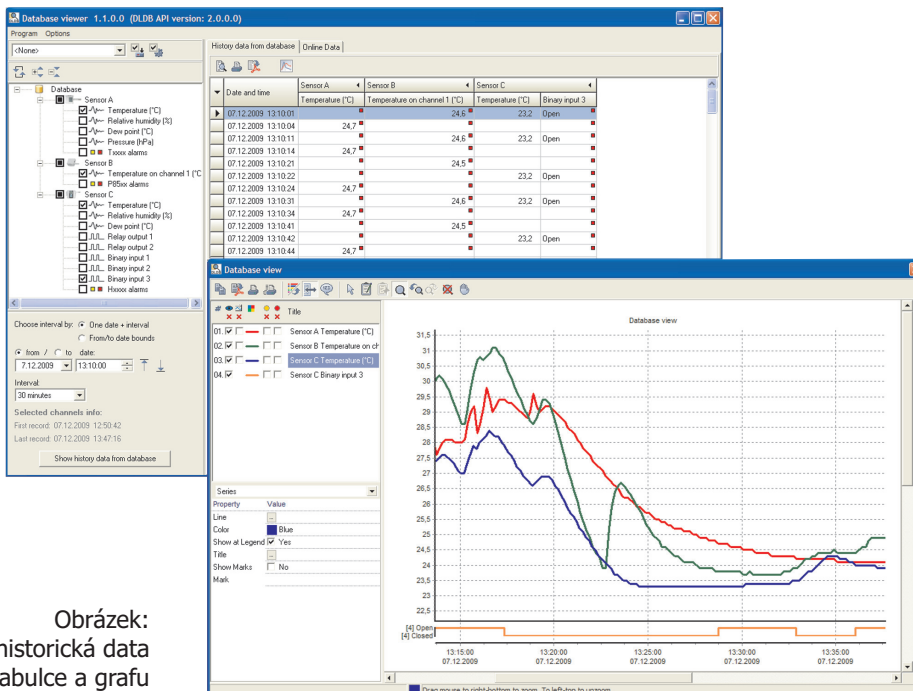 Database viewer 1.1.0.0 (DLDB API version: 2.0.0.0)
Program Options
<None>
Database
Sensor A
Temperature (°C)
Relative humidity (%)
Dew point (°C)
Pressure (hPa)
Txxxx alarms
Sensor B
Temperature on channel 1 (°C
P85xx alarms
Sensor C
Temperature (°C)
Relative humidity (%)
Dew point (°C)
Relay output 1
Relay output 2
Binary input 1
Binary input 2
Binary input 3
Hxxxx alarms
Choose interval by: One date + interval
From/to date bounds
from / to date:
7.12.2009 13:10:00
Interval:
30 minutes
Selected channels info:
First record: 07.12.2009 12:50:42
Last record: 07.12.2009 13:47:16
Show history data from database
History data from database Online Data
Date and time Sensor A Sensor B Sensor C
Temperature (°C) Temperature on channel 1 (°C) Temperature (°C) Binary input 3
07.12.2009 13:10:01 24,6 23,2 Open
07.12.2009 13:10:04 24,7
07.12.2009 13:10:11 24,6 23,2 Open
07.12.2009 13:10:14 24,7
07.12.2009 13:10:21 24,5
07.12.2009 13:10:22 23,2 Open
07.12.2009 13:10:24 24,7
07.12.2009 13:10:31 24,6 23,2 Open
07.12.2009 13:10:34 24,7
07.12.2009 13:10:41 24,5
07.12.2009 13:10:42 23,2 Open
07.12.2009 13:10:44 24,7
Database view
# Title
01. Sensor A Temperature (°C)
02. Sensor B Temperature on ch
03. Sensor C Temperature (°C)
04. Sensor C Binary input 3
Series
Property Value
Line
Color Blue
Show at Legend Yes
Title
Show Marks No
Mark
Database view
31,5
31
30,5
30
29,5
29
28,5
28
27,5
27
26,5
26
25,5
25
24,5
24
23,5
23
22,5
[4] Open
[4] Closed
13:15:00 13:20:00 13:25:00 13:30:00 13:35:00
07.12.2009 07.12.2009 07.12.2009 07.12.2009 07.12.2009
Drag mouse to right-bottom to zoom. To left-top to unzoom.
Obrázek:
historická data
abulce a grafu